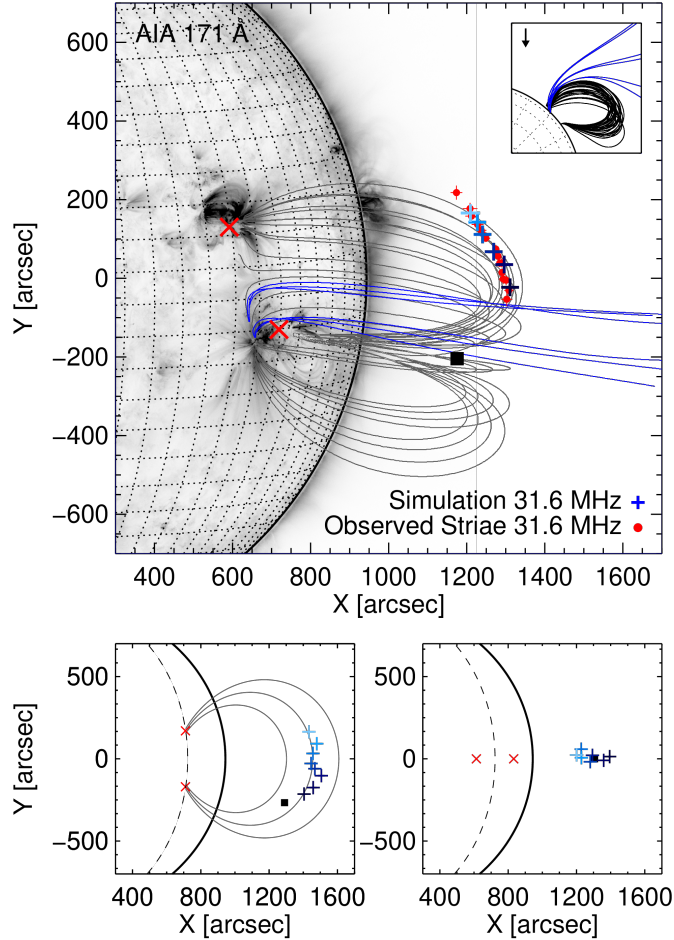 AIA 171 Å
600
400
200
0
−200
−400
−600
Y [arcsec]
Simulation 31.6 MHz
Observed Striae 31.6 MHz
400 600 800 1000 1200 1400 1600
X [arcsec]
500
0
−500
Y [arcsec]
400 800 1200 1600
X [arcsec]
500
0
−500
400 800 1200 1600
X [arcsec]